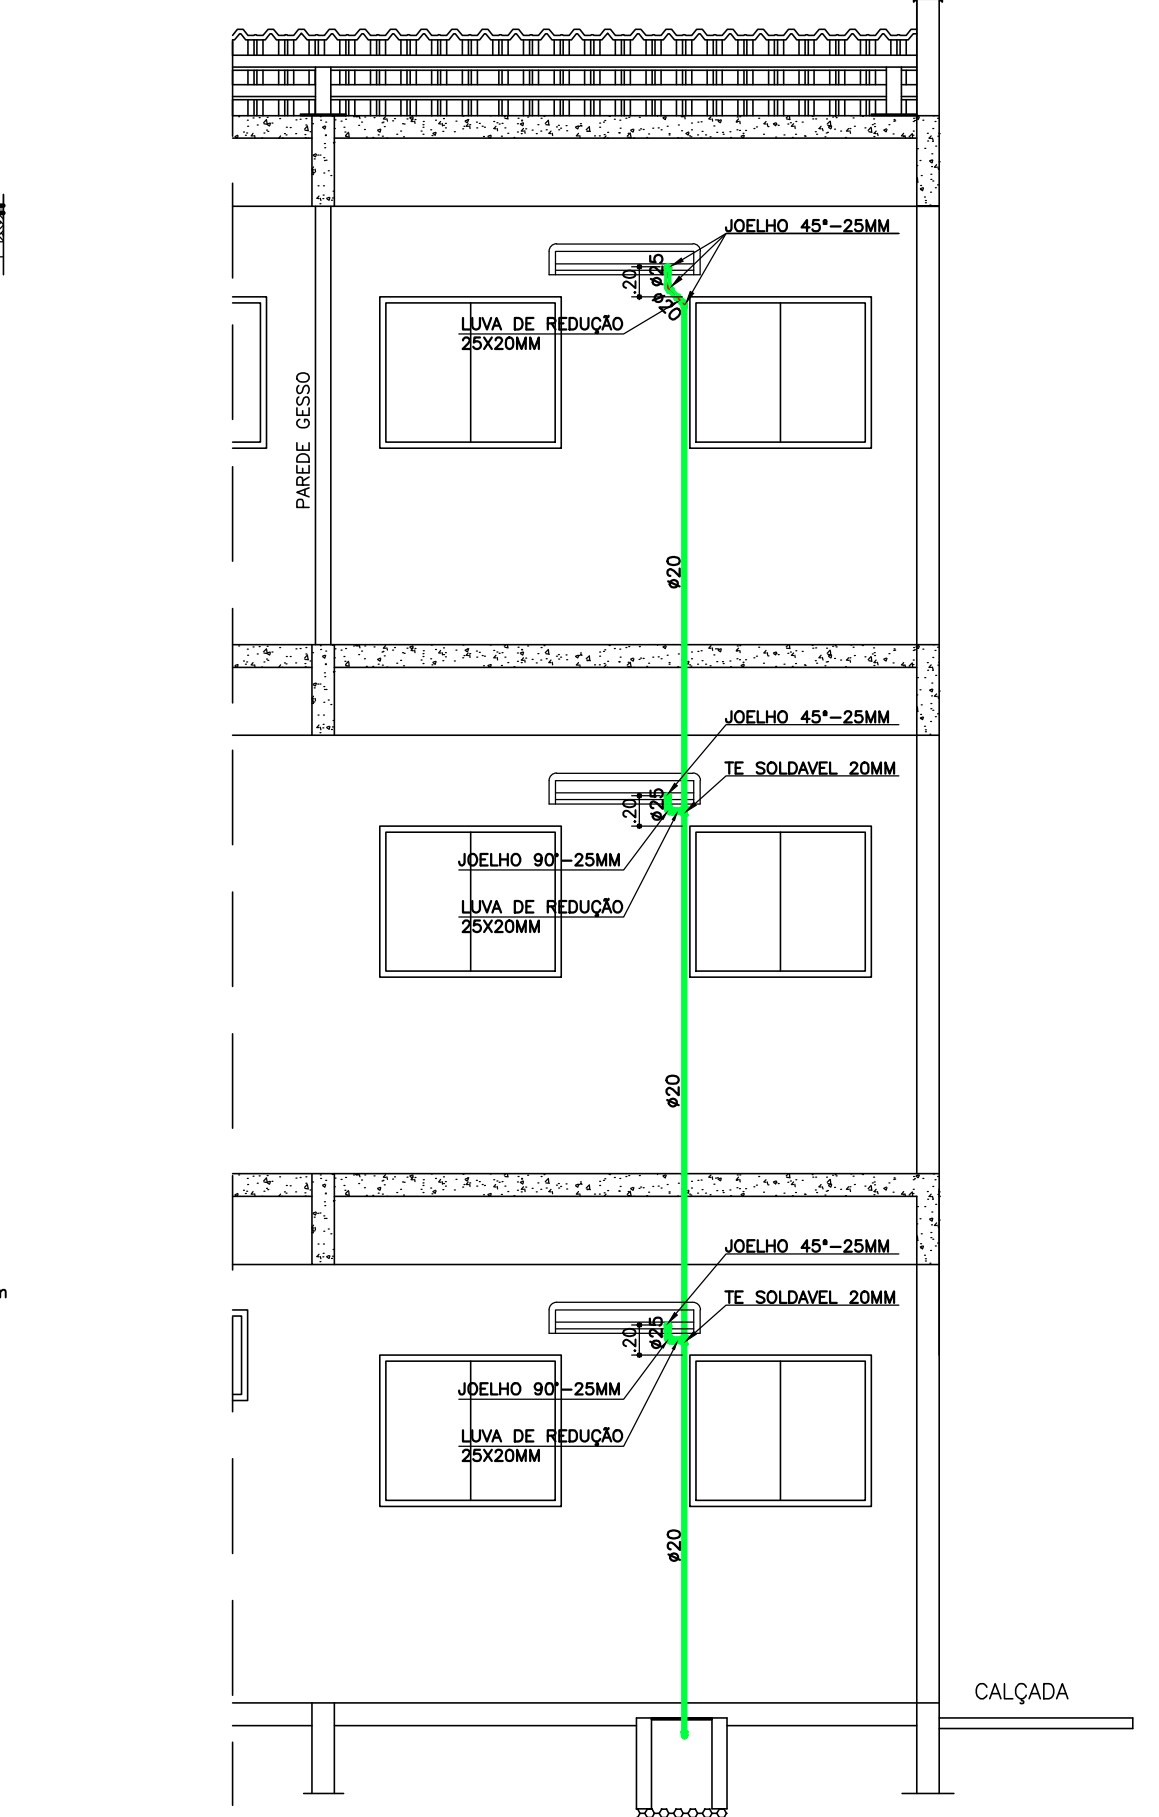 JOELHO 45°-25MM
ø25
.20
ø20
LUVA DE REDUÇÃO
25X20MM
PAREDE GESSO
ø20
JOELHO 45°-25MM
TE SOLDAVEL 20MM
ø25
.20
JOELHO 90°-25MM
LUVA DE REDUÇÃO
25X20MM
ø20
JOELHO 45°-25MM
TE SOLDAVEL 20MM
ø25
.20
JOELHO 90°-25MM
LUVA DE REDUÇÃO
25X20MM
ø20
CALÇADA